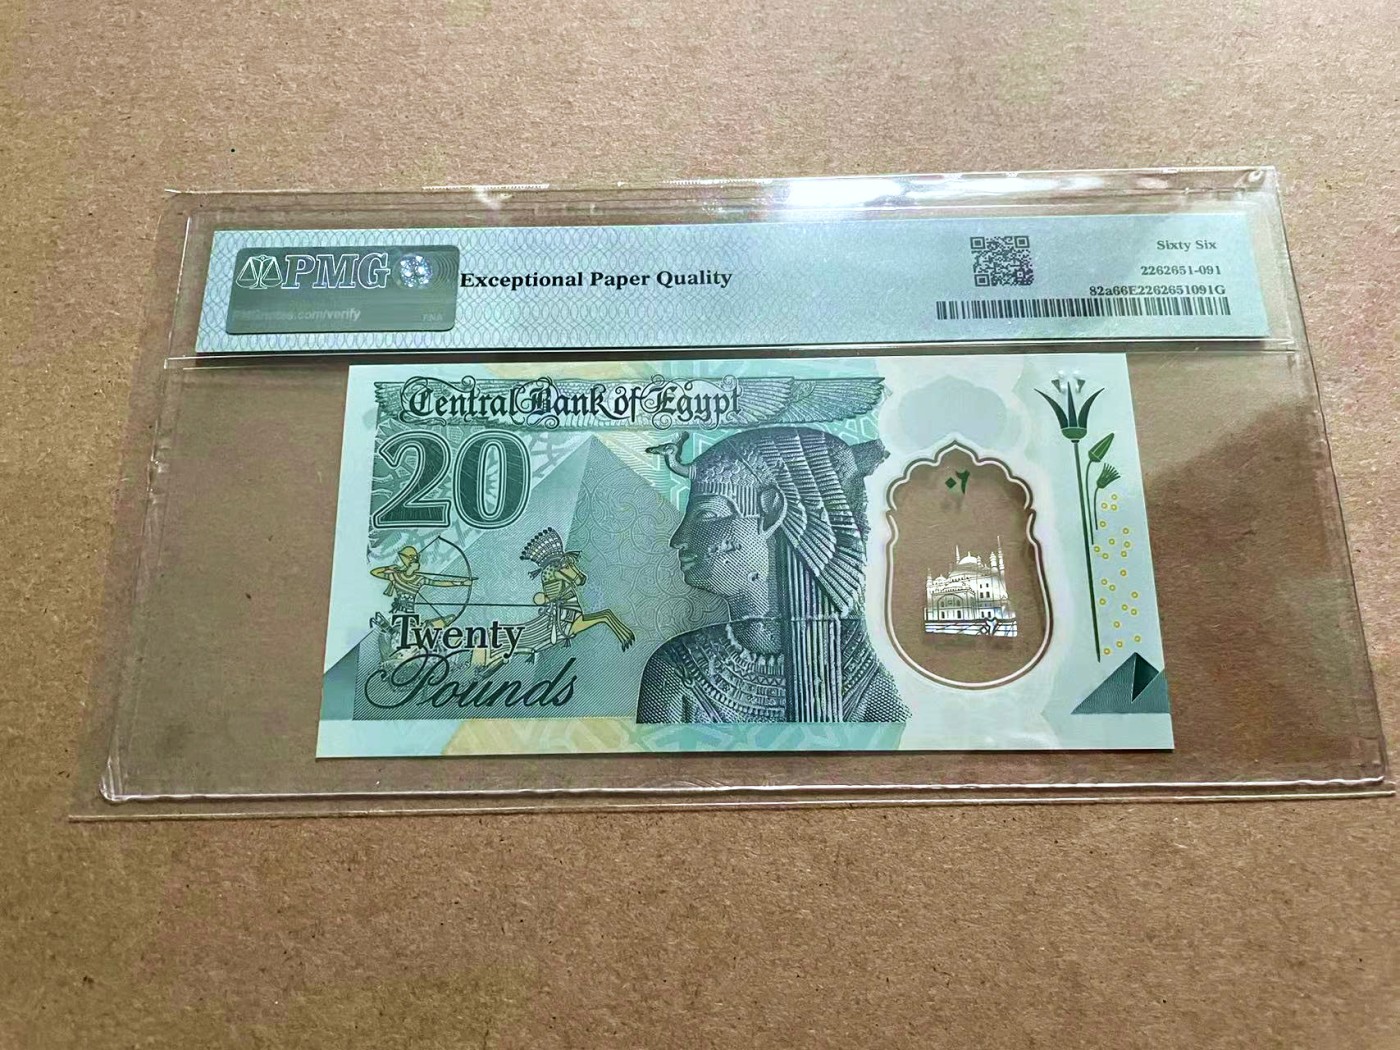 PMG
PMGnotes.com/verify
Exceptional Paper Quality
Sixty Six
2262651-091
82a66E2262651091G
Central Bank of Egypt
20
Twenty
Pounds
٠٢